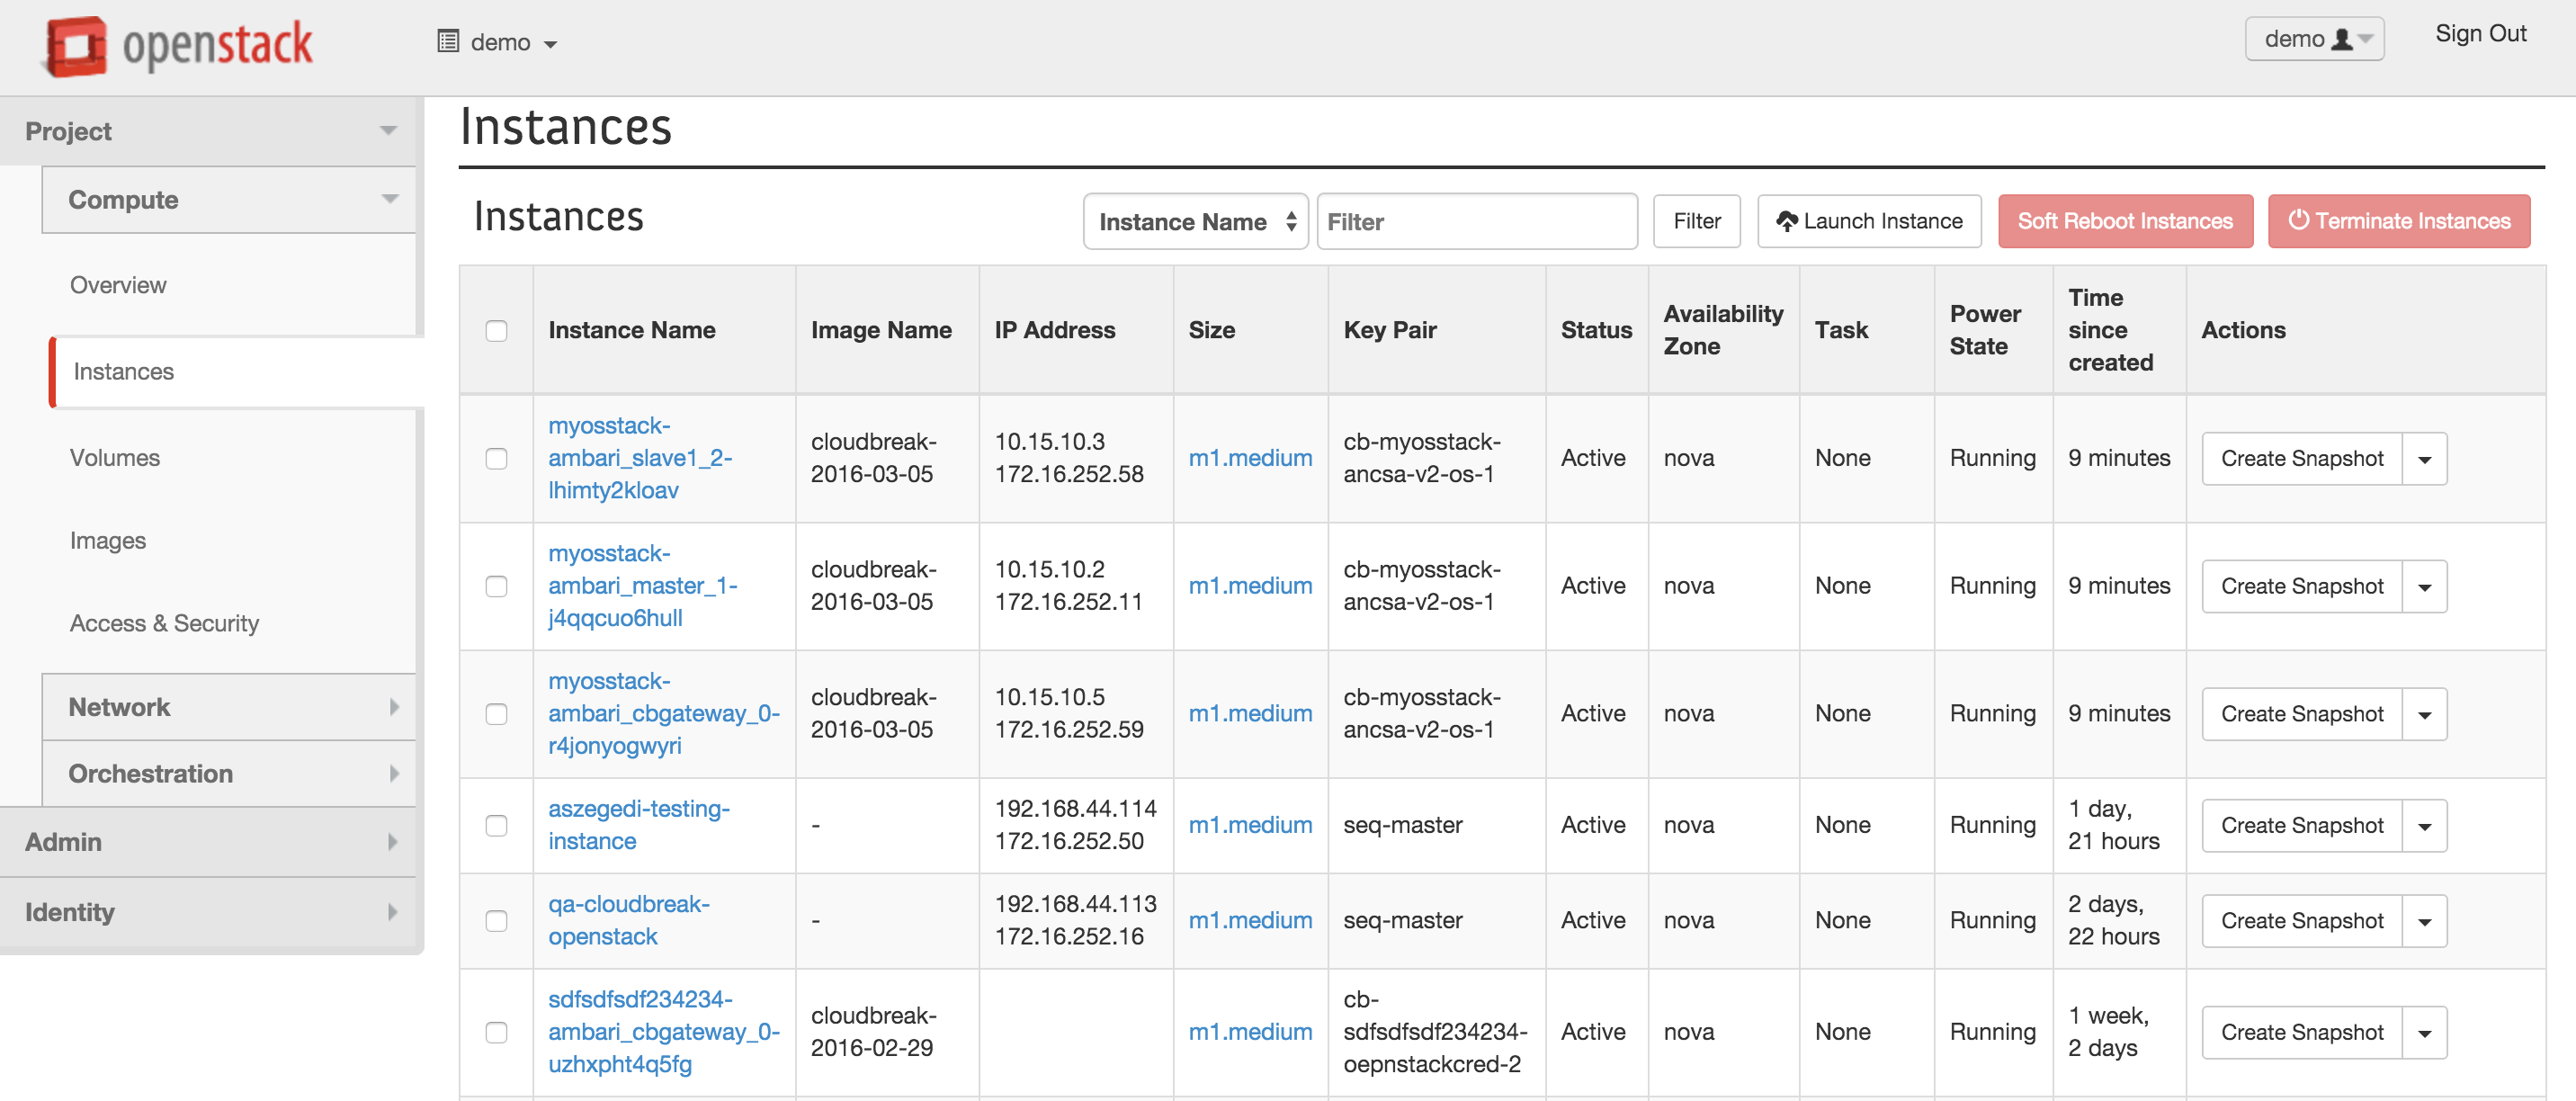 openstack
demo
demo
Sign Out
Project
Compute
Overview
Instances
Volumes
Images
Access & Security
Network
Orchestration
Admin
Identity
Instances
Instances
Instance Name
Filter
Filter
Launch Instance
Soft Reboot Instances
Terminate Instances
Instance Name
Image Name
IP Address
Size
Key Pair
Status
Availability
Zone
Task
Power
State
Time
since
created
Actions
myosstack-
ambari_slave1_2-
lhimty2kloav
cloudbreak-
2016-03-05
10.15.10.3
172.16.252.58
m1.medium
cb-myosstack-
ancsa-v2-os-1
Active
nova
None
Running
9 minutes
Create Snapshot
myosstack-
ambari_master_1-
j4qqcuo6hull
cloudbreak-
2016-03-05
10.15.10.2
172.16.252.11
m1.medium
cb-myosstack-
ancsa-v2-os-1
Active
nova
None
Running
9 minutes
Create Snapshot
myosstack-
ambari_cbgateway_0-
r4jonyogwyri
cloudbreak-
2016-03-05
10.15.10.5
172.16.252.59
m1.medium
cb-myosstack-
ancsa-v2-os-1
Active
nova
None
Running
9 minutes
Create Snapshot
aszegedi-testing-
instance
-
192.168.44.114
172.16.252.50
m1.medium
seq-master
Active
nova
None
Running
1 day,
21 hours
Create Snapshot
qa-cloudbreak-
openstack
-
192.168.44.113
172.16.252.16
m1.medium
seq-master
Active
nova
None
Running
2 days,
22 hours
Create Snapshot
sdfsdfsdf234234-
ambari_cbgateway_0-
uzhxpht4q5fg
cloudbreak-
2016-02-29
m1.medium
cb-
sdfsdfsdf234234-
oepnstackcred-2
Active
nova
None
Running
1 week,
2 days
Create Snapshot